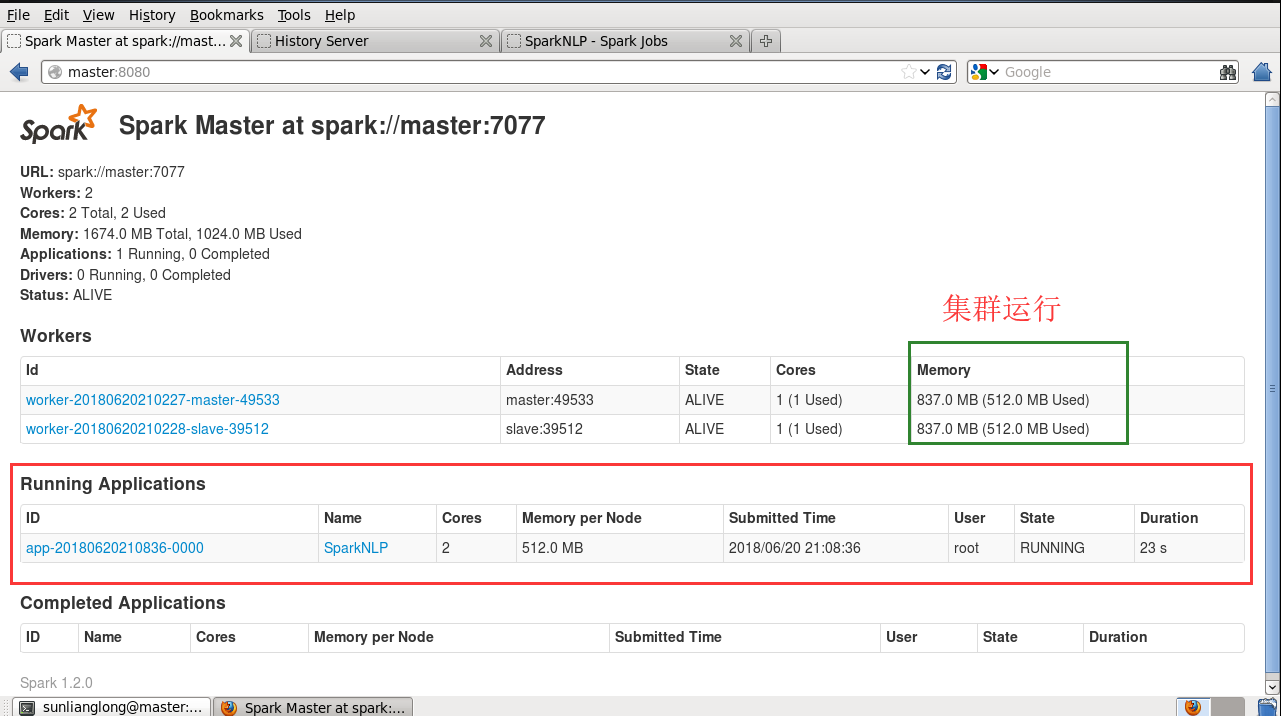 File Edit View History Bookmarks Tools Help
Spark Master at spark://mast... History Server SparkNLP - Spark Jobs
master:8080 Google
Spark Spark Master at spark://master:7077
URL: spark://master:7077
Workers: 2
Cores: 2 Total, 2 Used
Memory: 1674.0 MB Total, 1024.0 MB Used
Applications: 1 Running, 0 Completed
Drivers: 0 Running, 0 Completed
Status: ALIVE
集群运行
Workers
Id Address State Cores Memory
worker-20180620210227-master-49533 master:49533 ALIVE 1 (1 Used) 837.0 MB (512.0 MB Used)
worker-20180620210228-slave-39512 slave:39512 ALIVE 1 (1 Used) 837.0 MB (512.0 MB Used)
Running Applications
ID Name Cores Memory per Node Submitted Time User State Duration
app-20180620210836-0000 SparkNLP 2 512.0 MB 2018/06/20 21:08:36 root RUNNING 23 s
Completed Applications
ID Name Cores Memory per Node Submitted Time User State Duration
Spark 1.2.0
sunlianglong@master:... Spark Master at spark:...